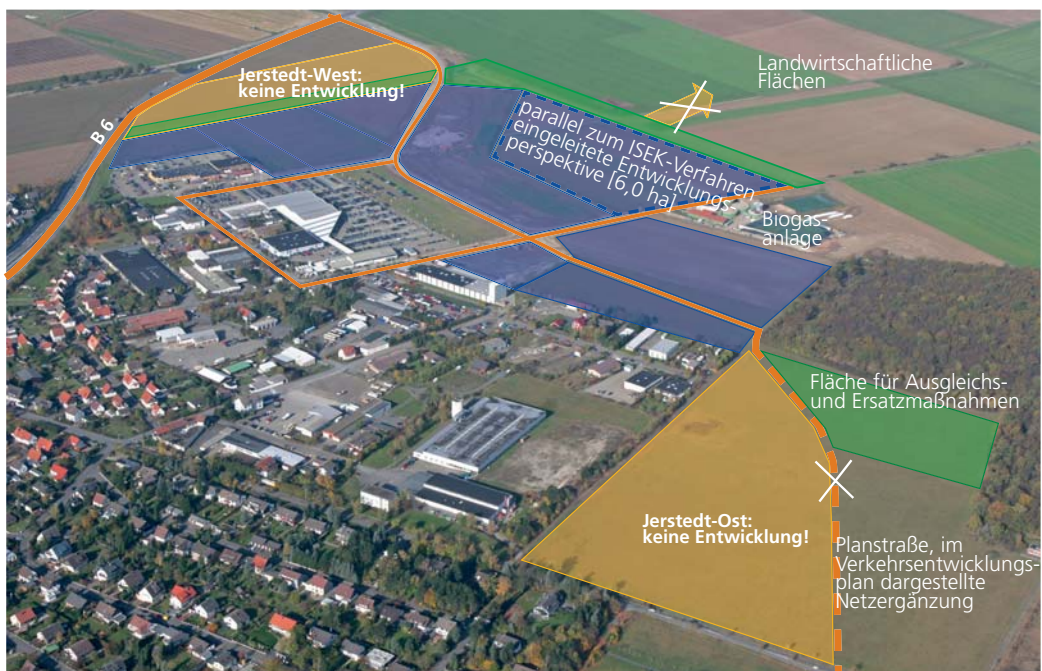 Jerstedt-West:
keine Entwicklung!
Landwirtschaftliche
Flächen
B 6
parallel zum ISEK-Verfahren
eingeleitete Entwicklungs-
perspektive [6,0 ha]
Biogas-
anlage
Fläche für Ausgleichs-
und Ersatzmaßnahmen
Jerstedt-Ost:
keine Entwicklung!
Planstraße, im
Verkehrsentwicklungs-
plan dargestellte
Netzergänzung